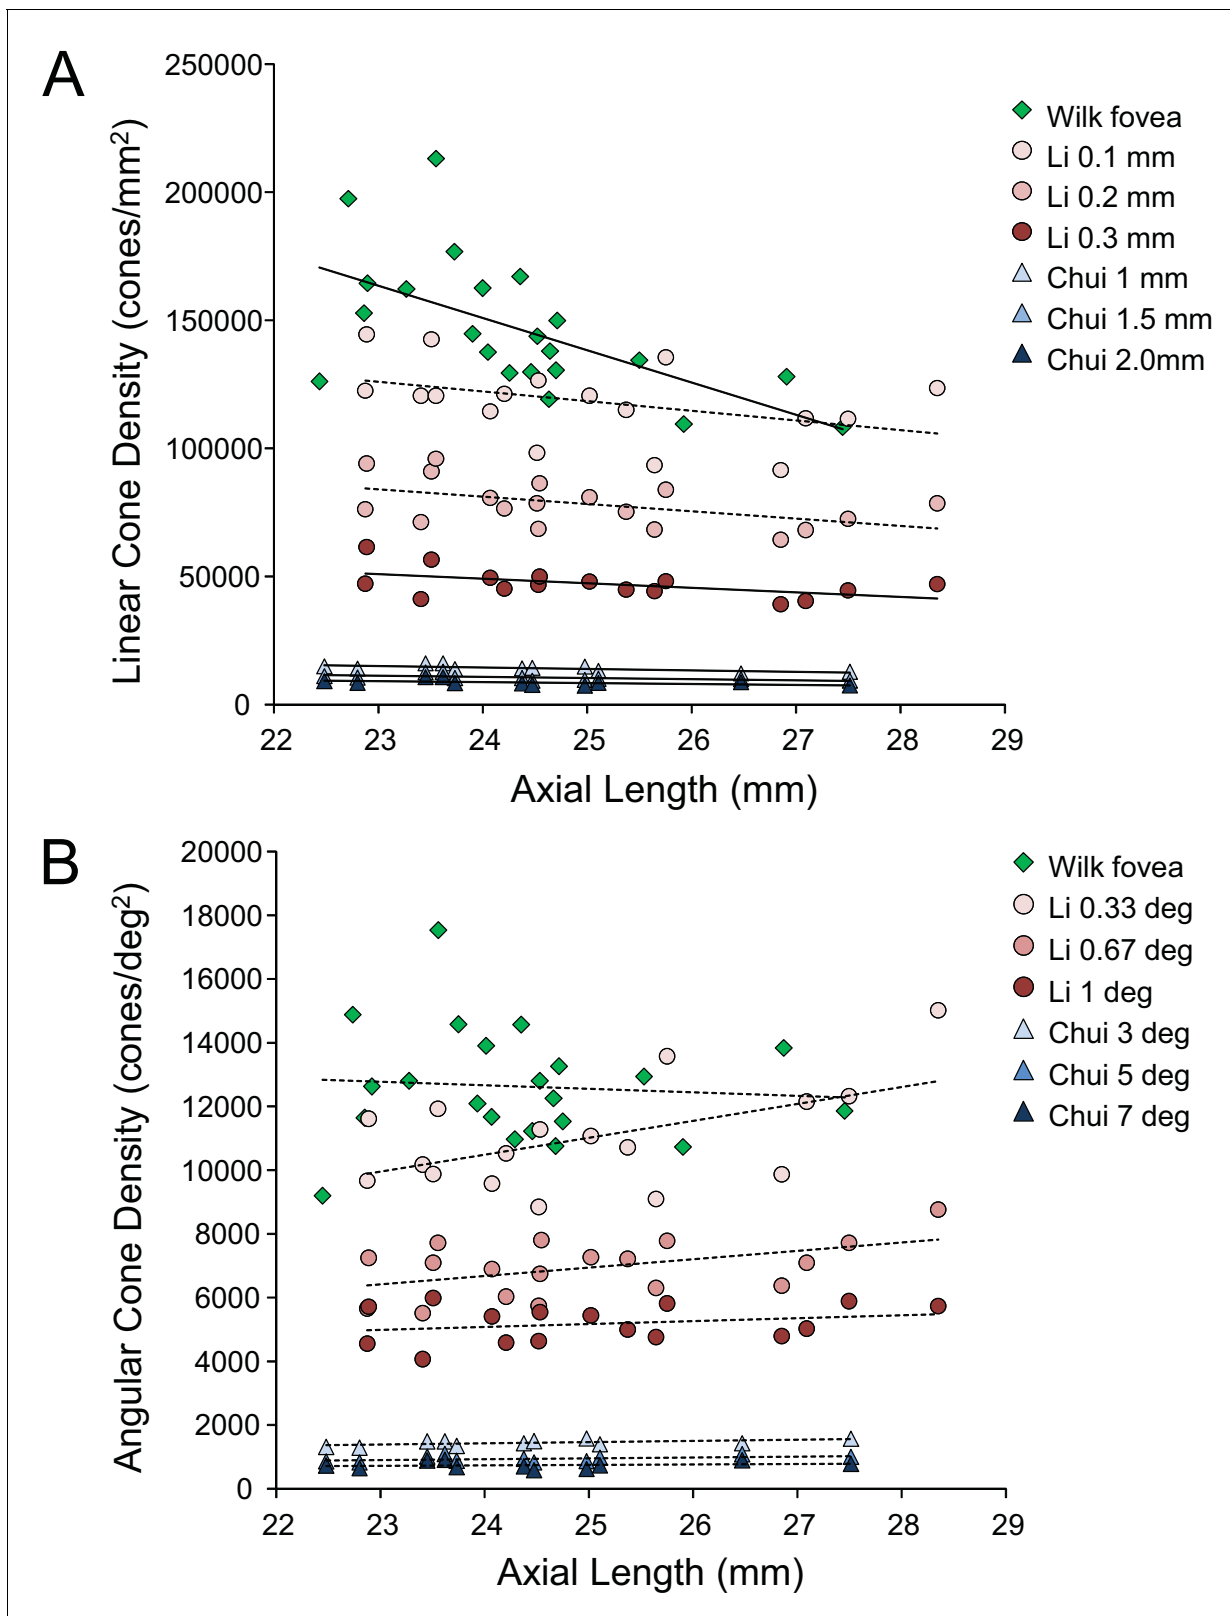 A
Linear Cone Density (cones/mm²)
250000
200000
150000
100000
50000
0
22 23 24 25 26 27 28 29
Axial Length (mm)
Wilk fovea
Li 0.1 mm
Li 0.2 mm
Li 0.3 mm
Chui 1 mm
Chui 1.5 mm
Chui 2.0mm
B
Angular Cone Density (cones/deg²)
20000
18000
16000
14000
12000
10000
8000
6000
4000
2000
0
22 23 24 25 26 27 28 29
Axial Length (mm)
Wilk fovea
Li 0.33 deg
Li 0.67 deg
Li 1 deg
Chui 3 deg
Chui 5 deg
Chui 7 deg